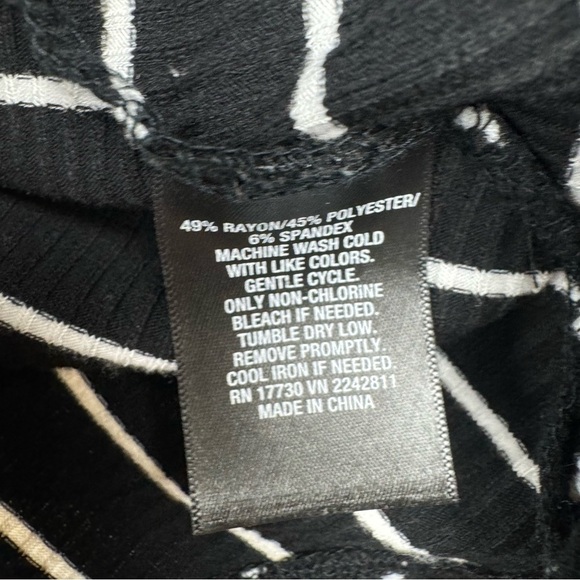 49% RAYON/45% POLYESTER/
6% SPANDEX
MACHINE WASH COLD
WITH LIKE COLORS.
GENTLE CYCLE.
ONLY NON-CHLORiNE
BLEACH IF NEEDED.
TUMBLE DRY LOW.
REMOVE PROMPTLY.
COOL IRON IF NEEDED.
RN 17730 VN 2242811
MADE IN CHINA